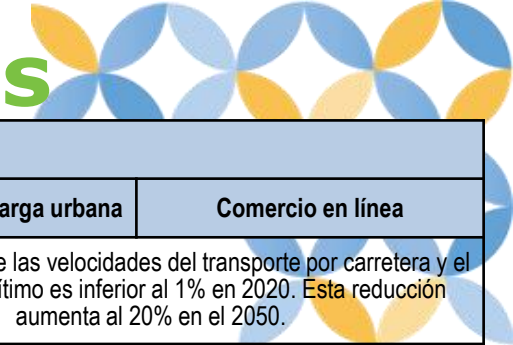 s
arga urbana Comercio en línea
e las velocidades del transporte por carretera y el
ítimo es inferior al 1% en 2020. Esta reducción
aumenta al 20% en el 2050.